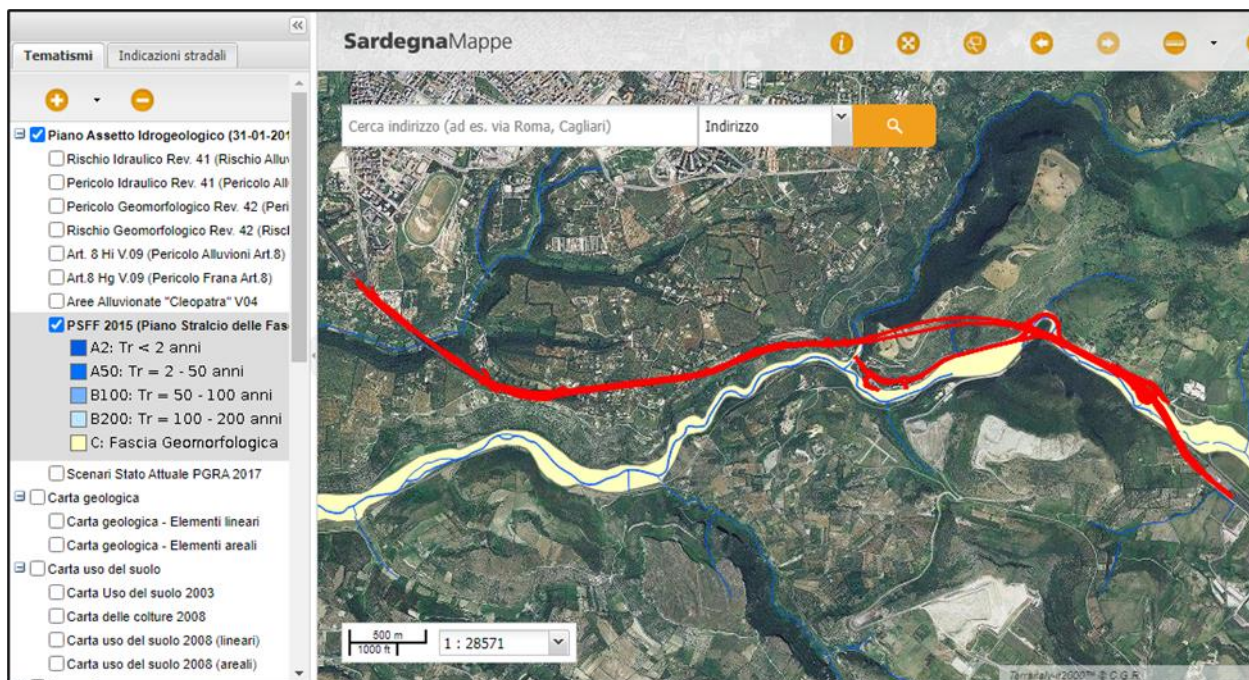 Tematismi
Indicazioni stradali
Piano Assetto Idrogeologico (31-01-201
Rischio Idraulico Rev. 41 (Rischio Alluv
Pericolo Idraulico Rev. 41 (Pericolo All
Pericolo Geomorfologico Rev. 42 (Peri
Rischio Geomorfologico Rev. 42 (Risc
Art. 8 Hi V.09 (Pericolo Alluvioni Art.8)
Art.8 Hg V.09 (Pericolo Frana Art.8)
Aree Alluvionate "Cleopatra" V04
PSFF 2015 (Piano Stralcio delle Fas
A2: Tr < 2 anni
A50: Tr = 2 - 50 anni
B100: Tr = 50 - 100 anni
B200: Tr = 100 - 200 anni
C: Fascia Geomorfologica
Scenari Stato Attuale PGRA 2017
Carta geologica
Carta geologica - Elementi lineari
Carta geologica - Elementi areali
Carta uso del suolo
Carta Uso del suolo 2003
Carta delle colture 2008
Carta uso del suolo 2008 (lineari)
Carta uso del suolo 2008 (areali)
SardegnaMappe
Cerca indirizzo (ad es. via Roma, Cagliari)
Indirizzo
500 m
1000 ft
1 : 28571
TerraItaly-it2000™ © C.G.R.